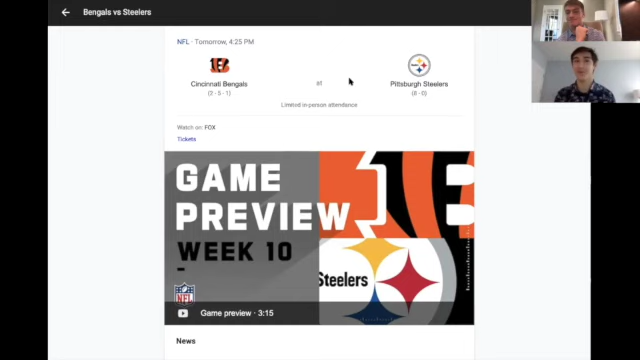 Bengals vs Steelers
NFL · Tomorrow, 4:25 PM
Cincinnati Bengals
at
Pittsburgh Steelers
(2 - 5 - 1)
(8 - 0)
Limited in-person attendance
Watch on: FOX
Tickets
GAME
PREVIEW
WEEK 10
Steelers
NFL
Game preview · 3:15
News